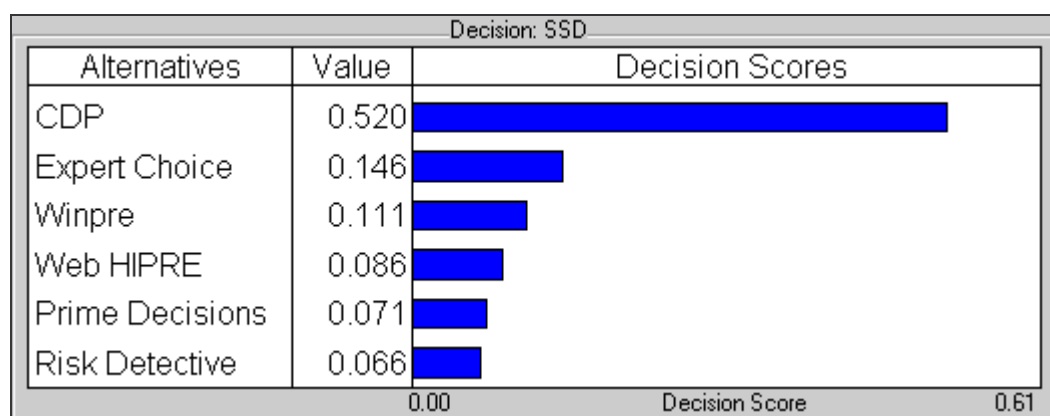 Decision: SSD
Alternatives Value Decision Scores
CDP 0.520
Expert Choice 0.146
Winpre 0.111
Web HIPRE 0.086
Prime Decisions 0.071
Risk Detective 0.066
0.00 Decision Score 0.61